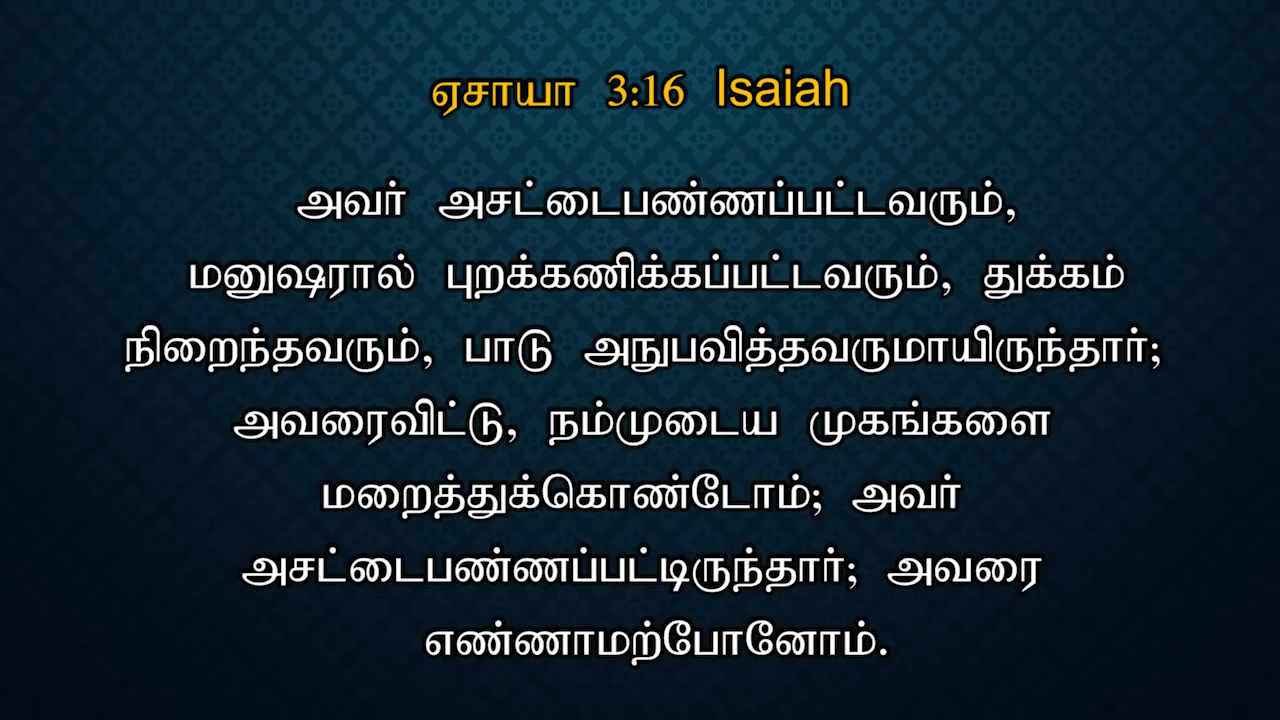 ஏசாயா 3:16 Isaiah
அவர் அசட்டைபண்ணப்பட்டவரும்,
மனுஷரால் புறக்கணிக்கப்பட்டவரும், துக்கம்
நிறைந்தவரும், பாடு அநுபவித்தவருமாயிருந்தார்;
அவரைவிட்டு, நம்முடைய முகங்களை
மறைத்துக்கொண்டோம்; அவர்
அசட்டைபண்ணப்பட்டிருந்தார்; அவரை
எண்ணாமற்போனோம்.